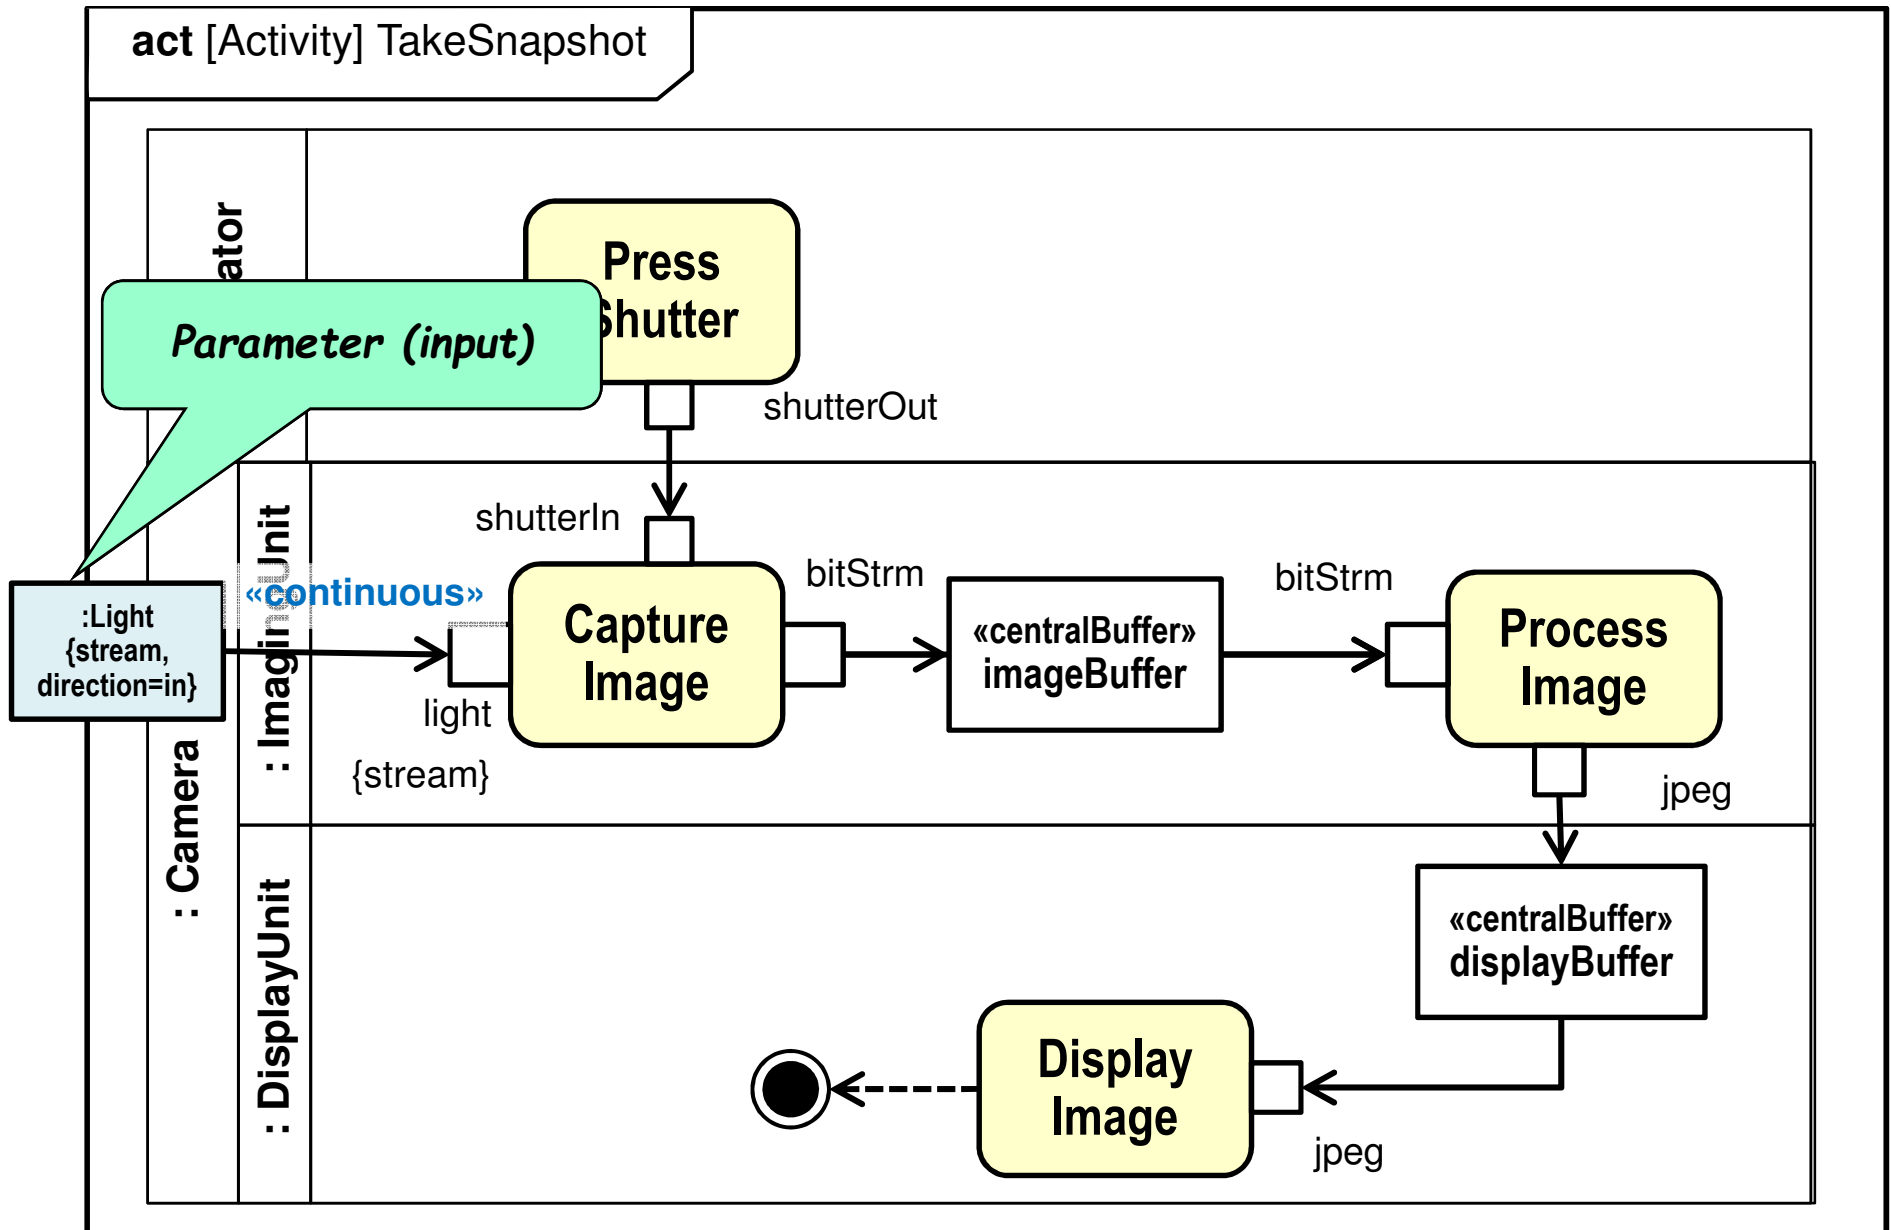 act [Activity] TakeSnapshot
Press
Shutter
Parameter (input)
shutterOut
shutterIn
: ImagingUnit
«continuous»
:Light
{stream,
direction=in}
light
{stream}
Capture
Image
bitStrm
«centralBuffer»
imageBuffer
bitStrm
Process
Image
jpeg
: Camera
: DisplayUnit
«centralBuffer»
displayBuffer
Display
Image
jpeg